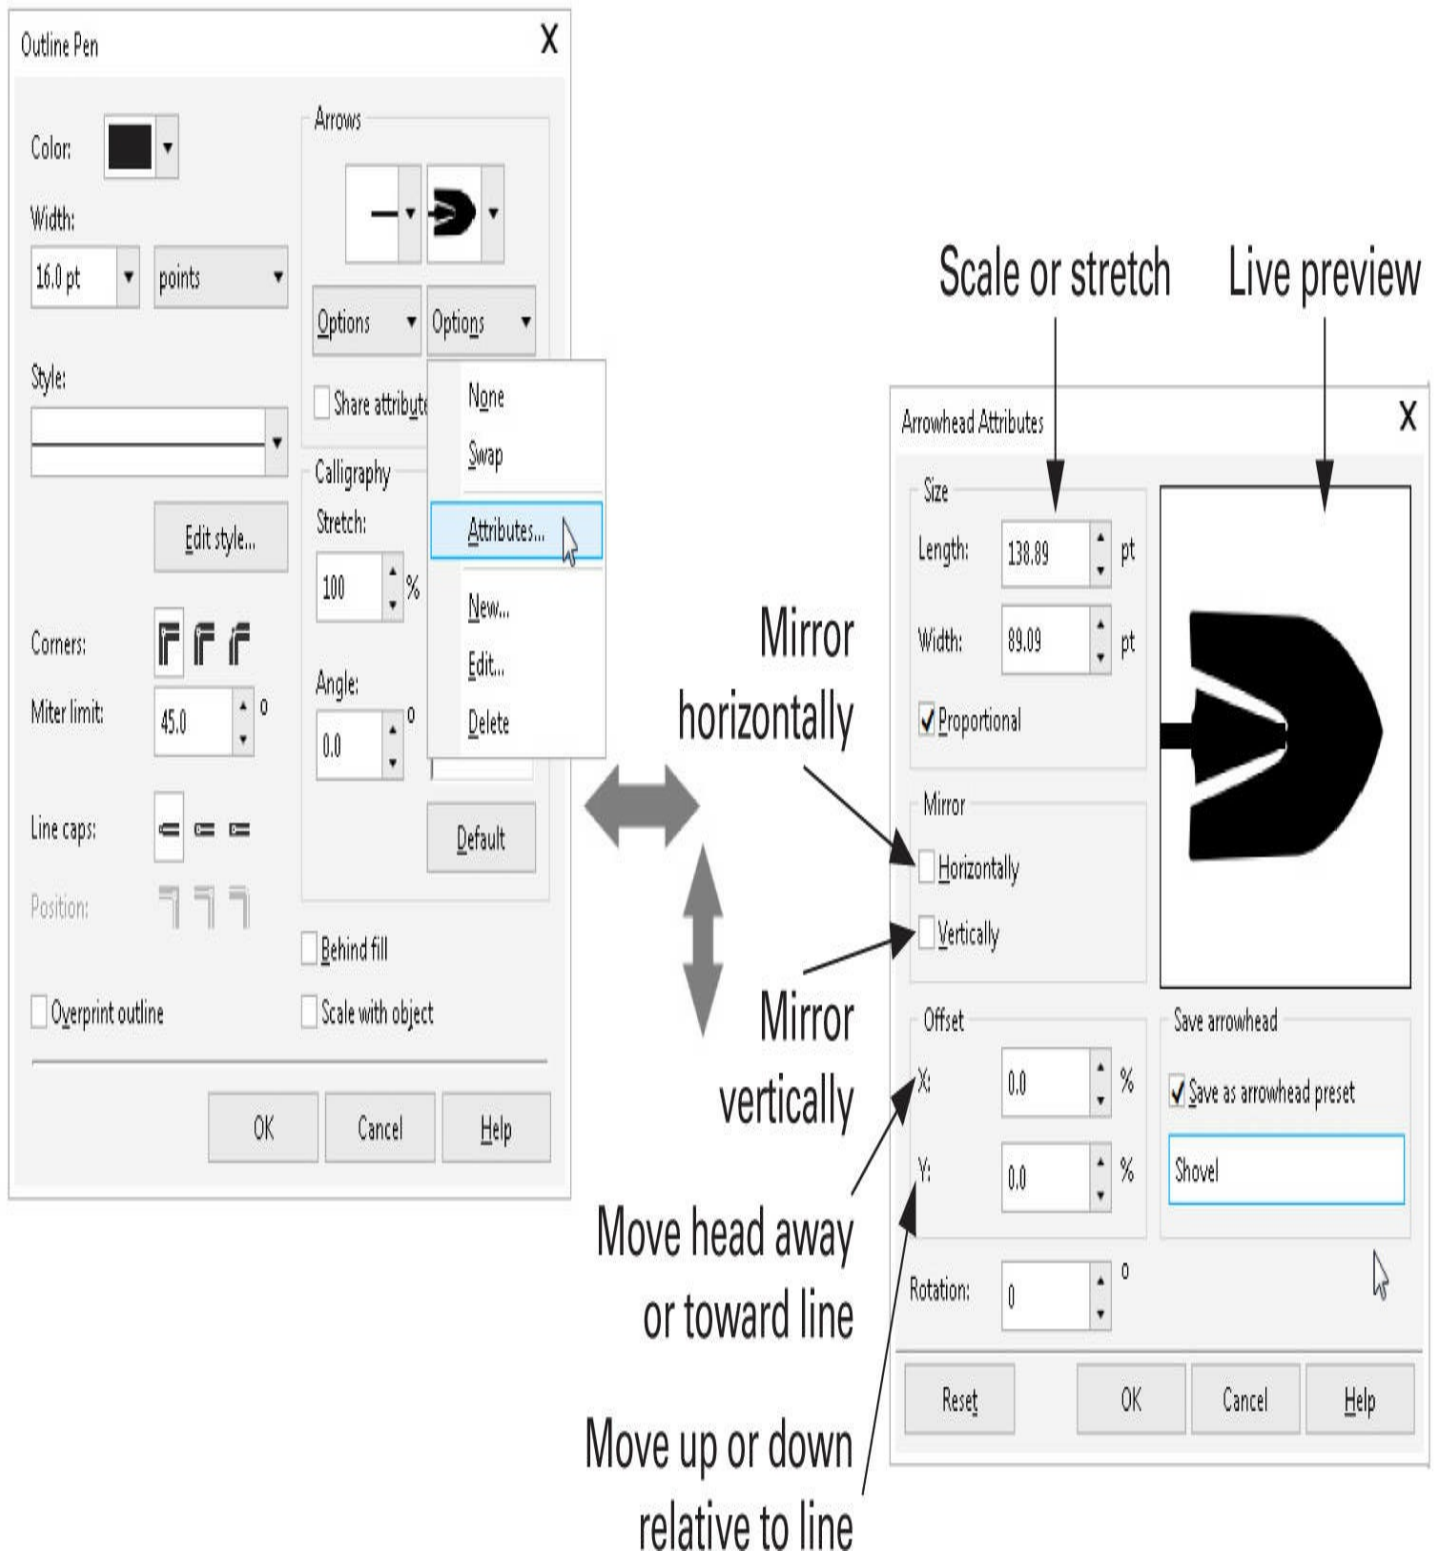 Outline Pen
X
Color:
Width:
16.0 pt
points
Style:
Edit style...
Corners:
Miter limit:
45.0
o
Line caps:
Position:
Overprint outline
Arrows
Options
Options
Share attribute
None
Swap
Attributes...
New...
Edit...
Delete
Calligraphy
Stretch:
100
%
Angle:
0.0
o
Default
Behind fill
Scale with object
OK
Cancel
Help
Scale or stretch
Live preview
Mirror
horizontally
Mirror
vertically
Move head away
or toward line
Move up or down
relative to line
Arrowhead Attributes
X
Size
Length:
138.89
pt
Width:
89.09
pt
Proportional
Mirror
Horizontally
Vertically
Offset
X:
0.0
%
Y:
0.0
%
Rotation:
0
o
Save arrowhead
Save as arrowhead preset
Shovel
Reset
OK
Cancel
Help